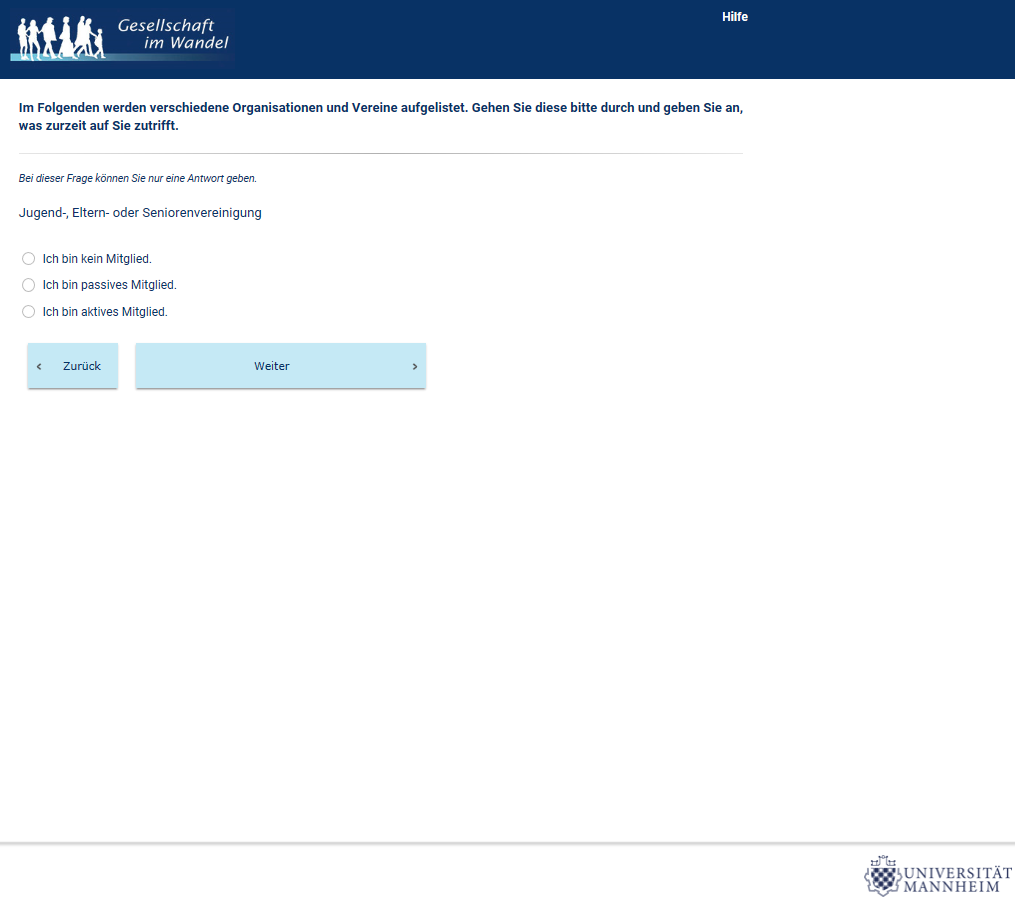 Gesellschaft
im Wandel
Hilfe
Im Folgenden werden verschiedene Organisationen und Vereine aufgelistet. Gehen Sie diese bitte durch und geben Sie an,
was zurzeit auf Sie zutrifft.
Bei dieser Frage können Sie nur eine Antwort geben.
Jugend-, Eltern- oder Seniorenvereinigung
Ich bin kein Mitglied.
Ich bin passives Mitglied.
Ich bin aktives Mitglied.
‹ Zurück
Weiter ›
UNIVERSITÄT
MANNHEIM